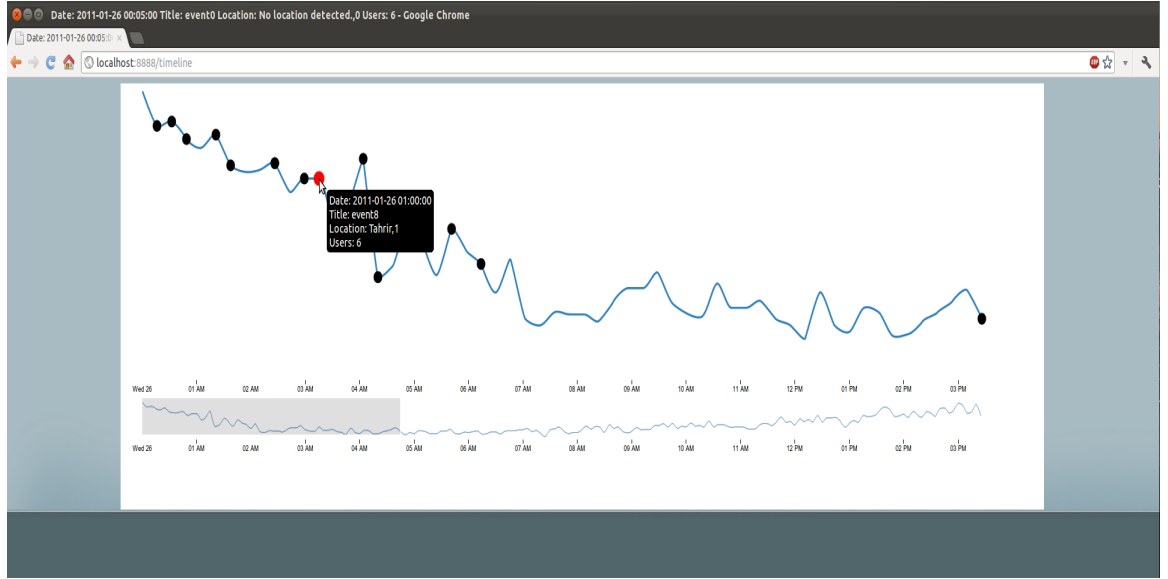 Date: 2011-01-26 00:05:00 Title: event0 Location: No location detected.,0 Users: 6 - Google Chrome
Date: 2011-01-26 00:05:0
localhost:8888/timeline
ABP
Date: 2011-01-26 01:00:00
Title: event8
Location: Tahrir,1
Users: 6
Wed 26 01 AM 02 AM 03 AM 04 AM 05 AM 06 AM 07 AM 08 AM 09 AM 10 AM 11 AM 12 PM 01 PM 02 PM 03 PM
Wed 26 01 AM 02 AM 03 AM 04 AM 05 AM 06 AM 07 AM 08 AM 09 AM 10 AM 11 AM 12 PM 01 PM 02 PM 03 PM